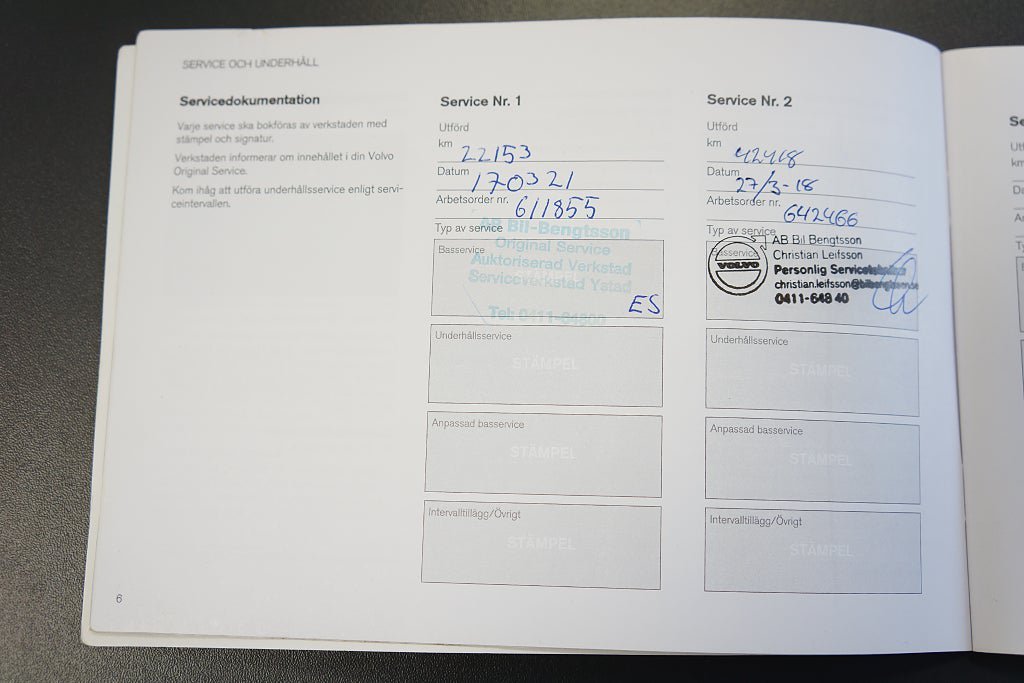 SERVICE OCH UNDERHÅLL
Servicedokumentation
Varje service ska bokföras av verkstaden med
stämpel och signatur.
Verkstaden informerar om innehållet i din Volvo
Original Service.
Kom ihåg att utföra underhållsservice enligt servi-
ceintervallen.
6
Service Nr. 1
Utförd
km 22153
Datum 170321
Arbetsorder nr. 611855
Typ av service
Basservice
AB Bil-Bengtsson
Original Service
Auktoriserad Verkstad
Serviceverkstad Ystad
Tel: 0411-64800
ES
Underhållsservice
STÄMPEL
Anpassad basservice
STÄMPEL
Intervalltillägg/Övrigt
STÄMPEL
Service Nr. 2
Utförd
km 42418
Datum 27/3-18
Arbetsorder nr. 642466
Typ av service
Basservice
VOLVO
AB Bil Bengtsson
Christian Leifsson
Personlig Servicetekniker
christian.leifsson@bilbengtsson.se
0411-648 40
Underhållsservice
STÄMPEL
Anpassad basservice
STÄMPEL
Intervalltillägg/Övrigt
STÄMPEL